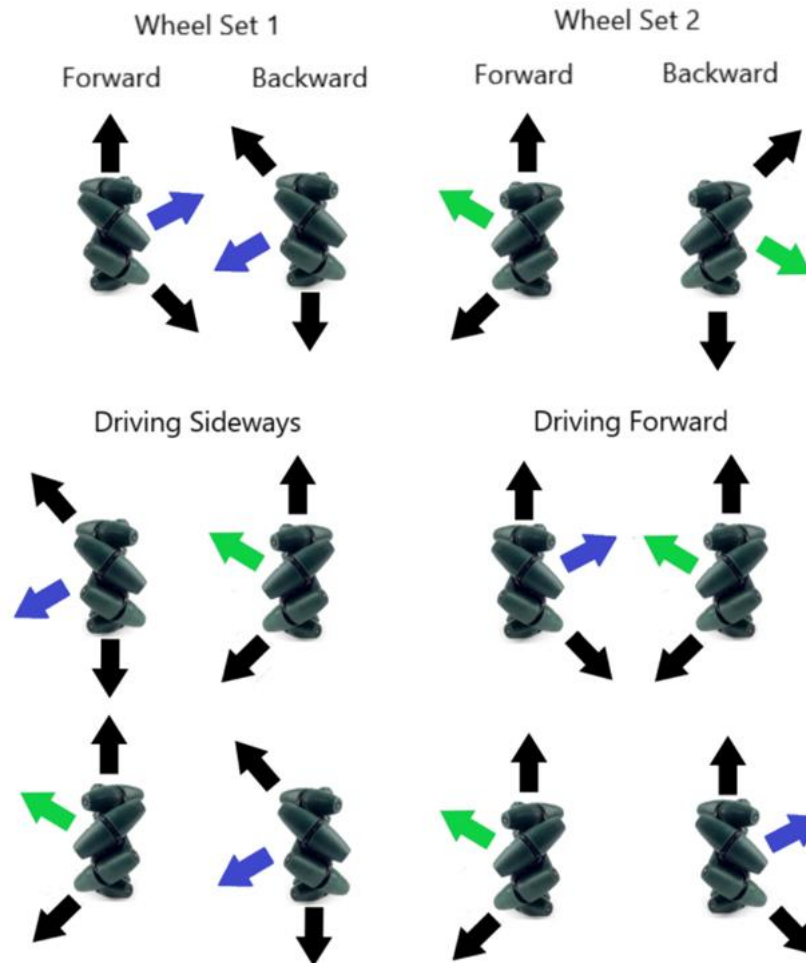 Wheel Set 1
Wheel Set 2
Forward
Backward
Forward
Backward
Driving Sideways
Driving Forward